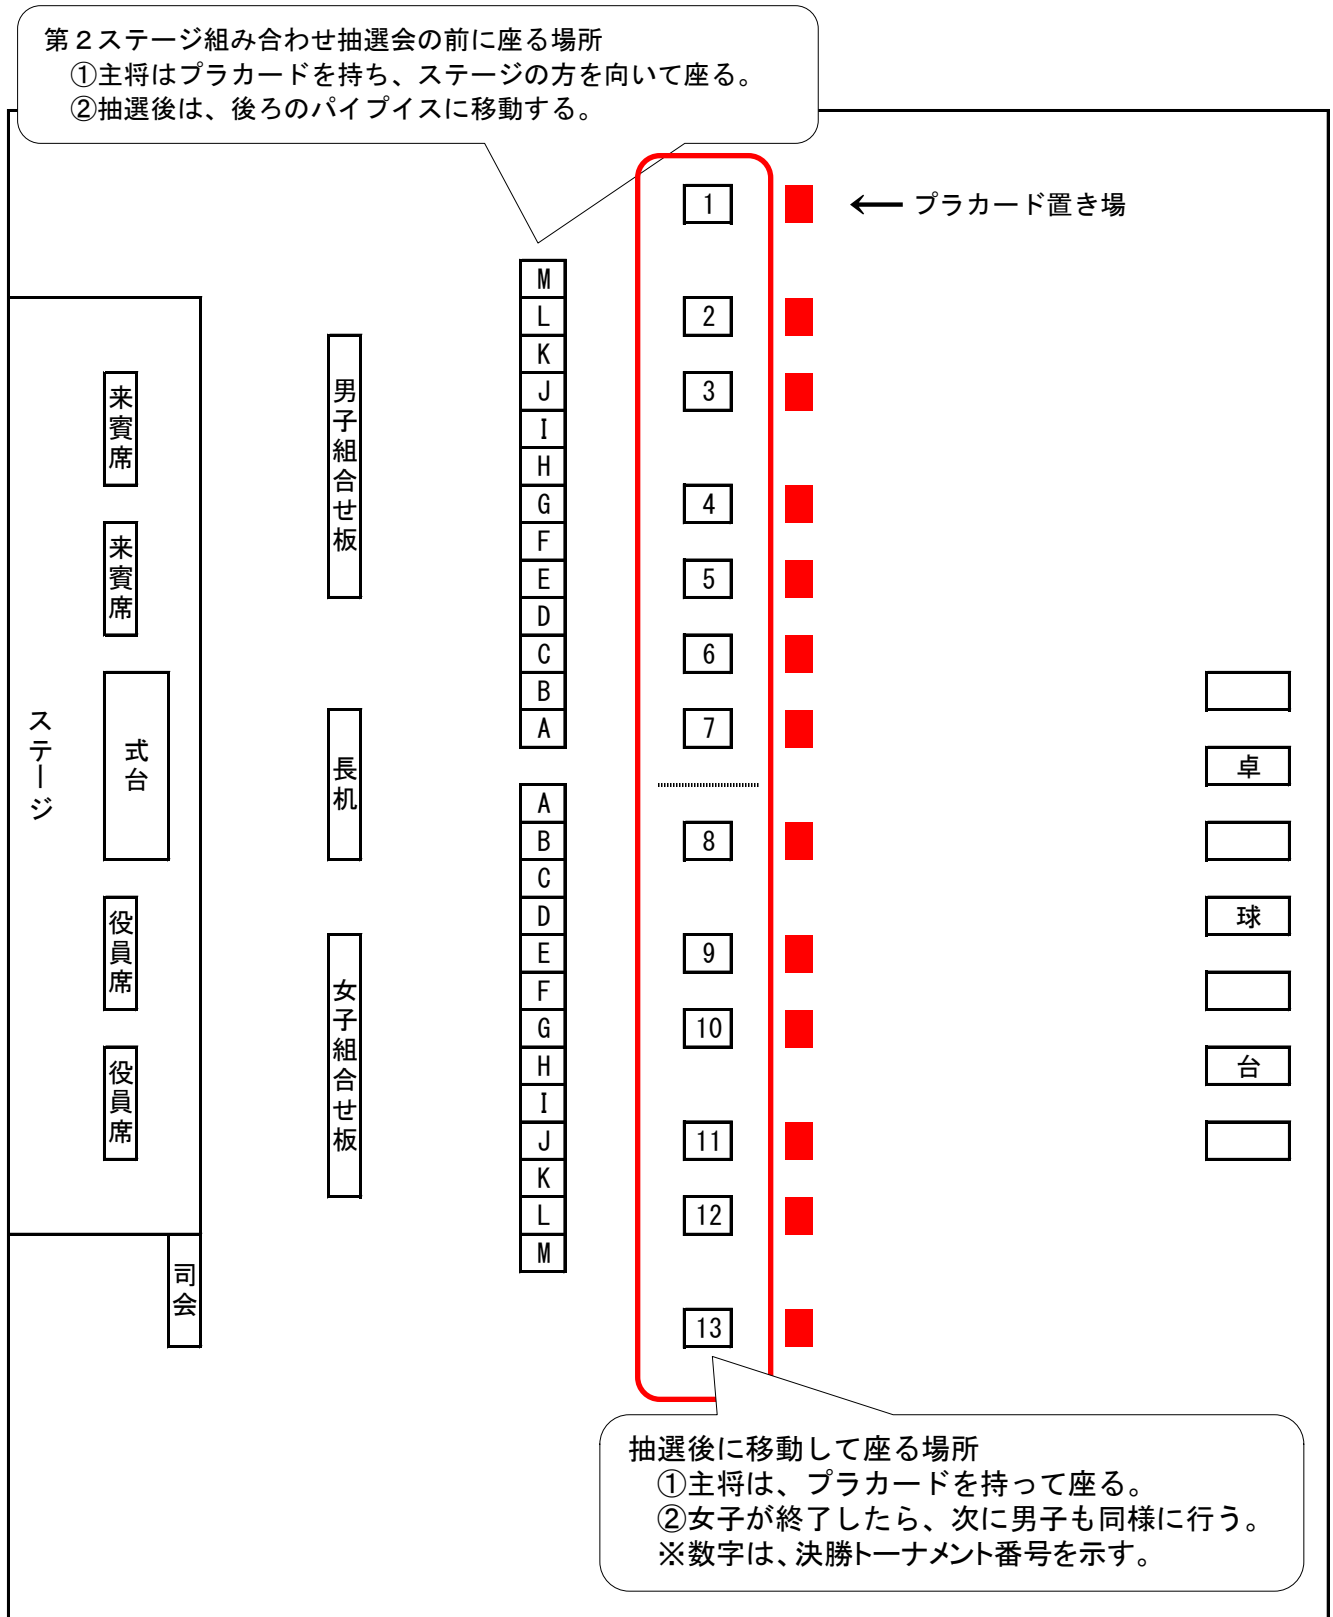 第２ステージ組み合わせ抽選会の前に座る場所
①主将はプラカードを持ち、ステージの方を向いて座る。
②抽選後は、後ろのパイプイスに移動する。
← プラカード置き場
ステージ
来賓席
来賓席
式台
役員席
役員席
司会
男子組合せ板
長机
女子組合せ板
M
L
K
J
I
H
G
F
E
D
C
B
A
A
B
C
D
E
F
G
H
I
J
K
L
M
1
2
3
4
5
6
7
8
9
10
11
12
13
卓
球
台
抽選後に移動して座る場所
①主将は、プラカードを持って座る。
②女子が終了したら、次に男子も同様に行う。
※数字は、決勝トーナメント番号を示す。